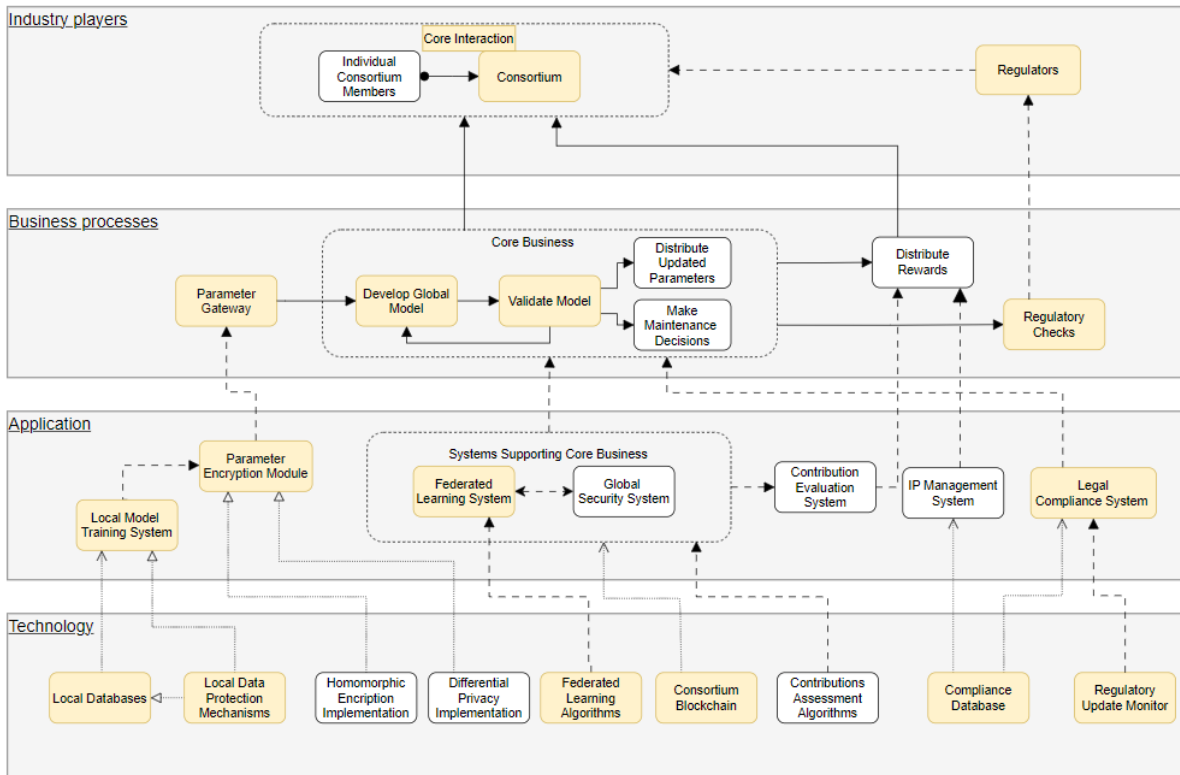 Industry players
Core Interaction
Individual
Consortium
Members
Consortium
Regulators
Business processes
Core Business
Distribute
Updated
Parameters
Distribute
Rewards
Parameter
Gateway
Develop Global
Model
Validate Model
Make
Maintenance
Decisions
Regulatory
Checks
Application
Parameter
Encryption Module
Systems Supporting Core Business
Federated
Learning System
Global
Security System
Contribution
Evaluation
System
IP Management
System
Legal
Compliance System
Local Model
Training System
Technology
Local Databases
Local Data
Protection
Mechanisms
Homomorphic
Encription
Implementation
Differential
Privacy
Implementation
Federated
Learning
Algorithms
Consortium
Blockchain
Contributions
Assessment
Algorithms
Compliance
Database
Regulatory
Update Monitor